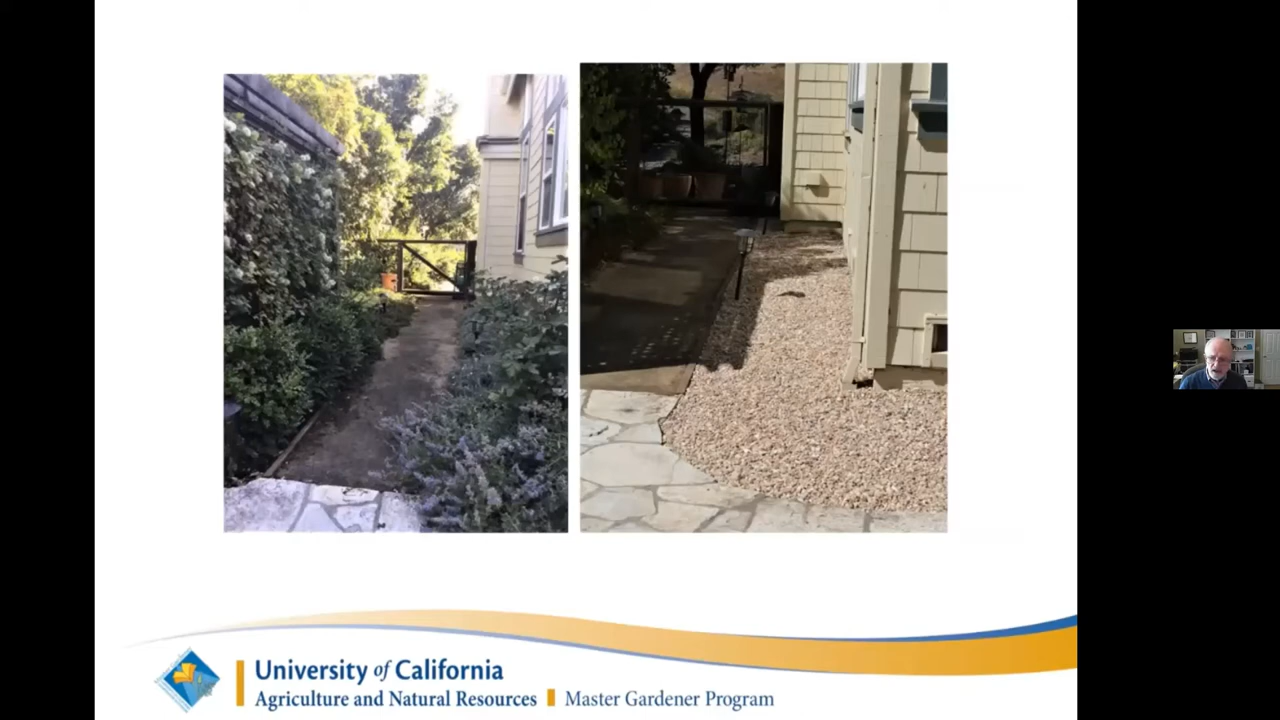 University of California
Agriculture and Natural Resources Master Gardener Program